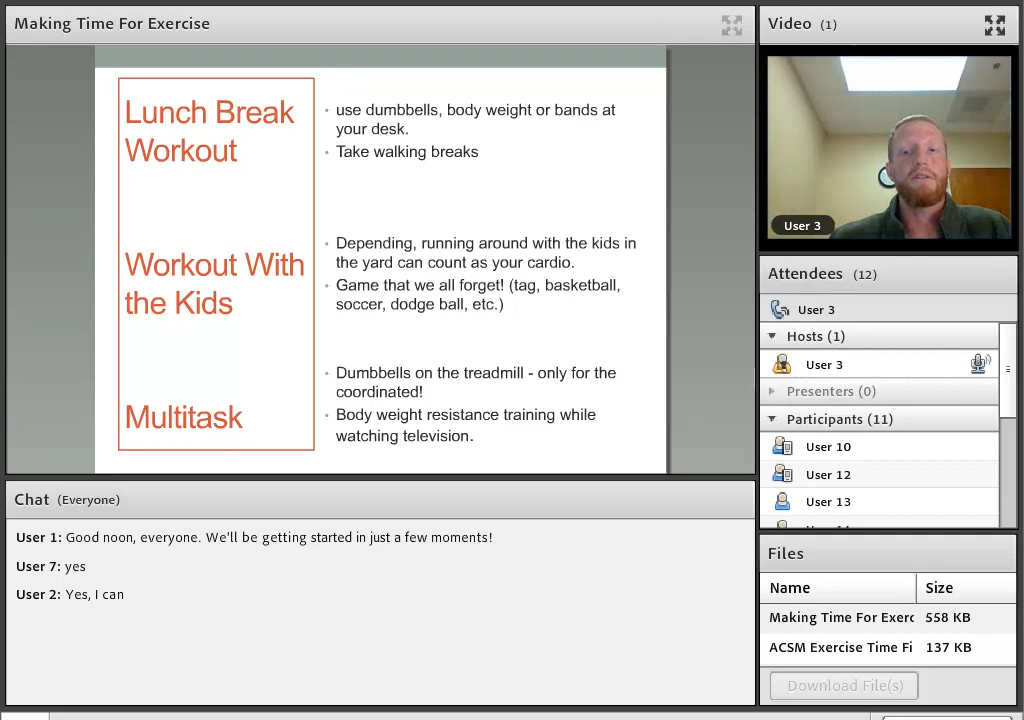 Making Time For Exercise
Lunch Break
Workout
• use dumbbells, body weight or bands at
your desk.
• Take walking breaks
Workout With
the Kids
• Depending, running around with the kids in
the yard can count as your cardio.
• Game that we all forget! (tag, basketball,
soccer, dodge ball, etc.)
Multitask
• Dumbbells on the treadmill - only for the
coordinated!
• Body weight resistance training while
watching television.
Chat (Everyone)
User 1: Good noon, everyone. We'll be getting started in just a few moments!
User 7: yes
User 2: Yes, I can
Video (1)
User 3
Attendees (12)
User 3
Hosts (1)
User 3
Presenters (0)
Participants (11)
User 10
User 12
User 13
Files
Name Size
Making Time For Exerc 558 KB
ACSM Exercise Time Fi 137 KB
Download File(s)